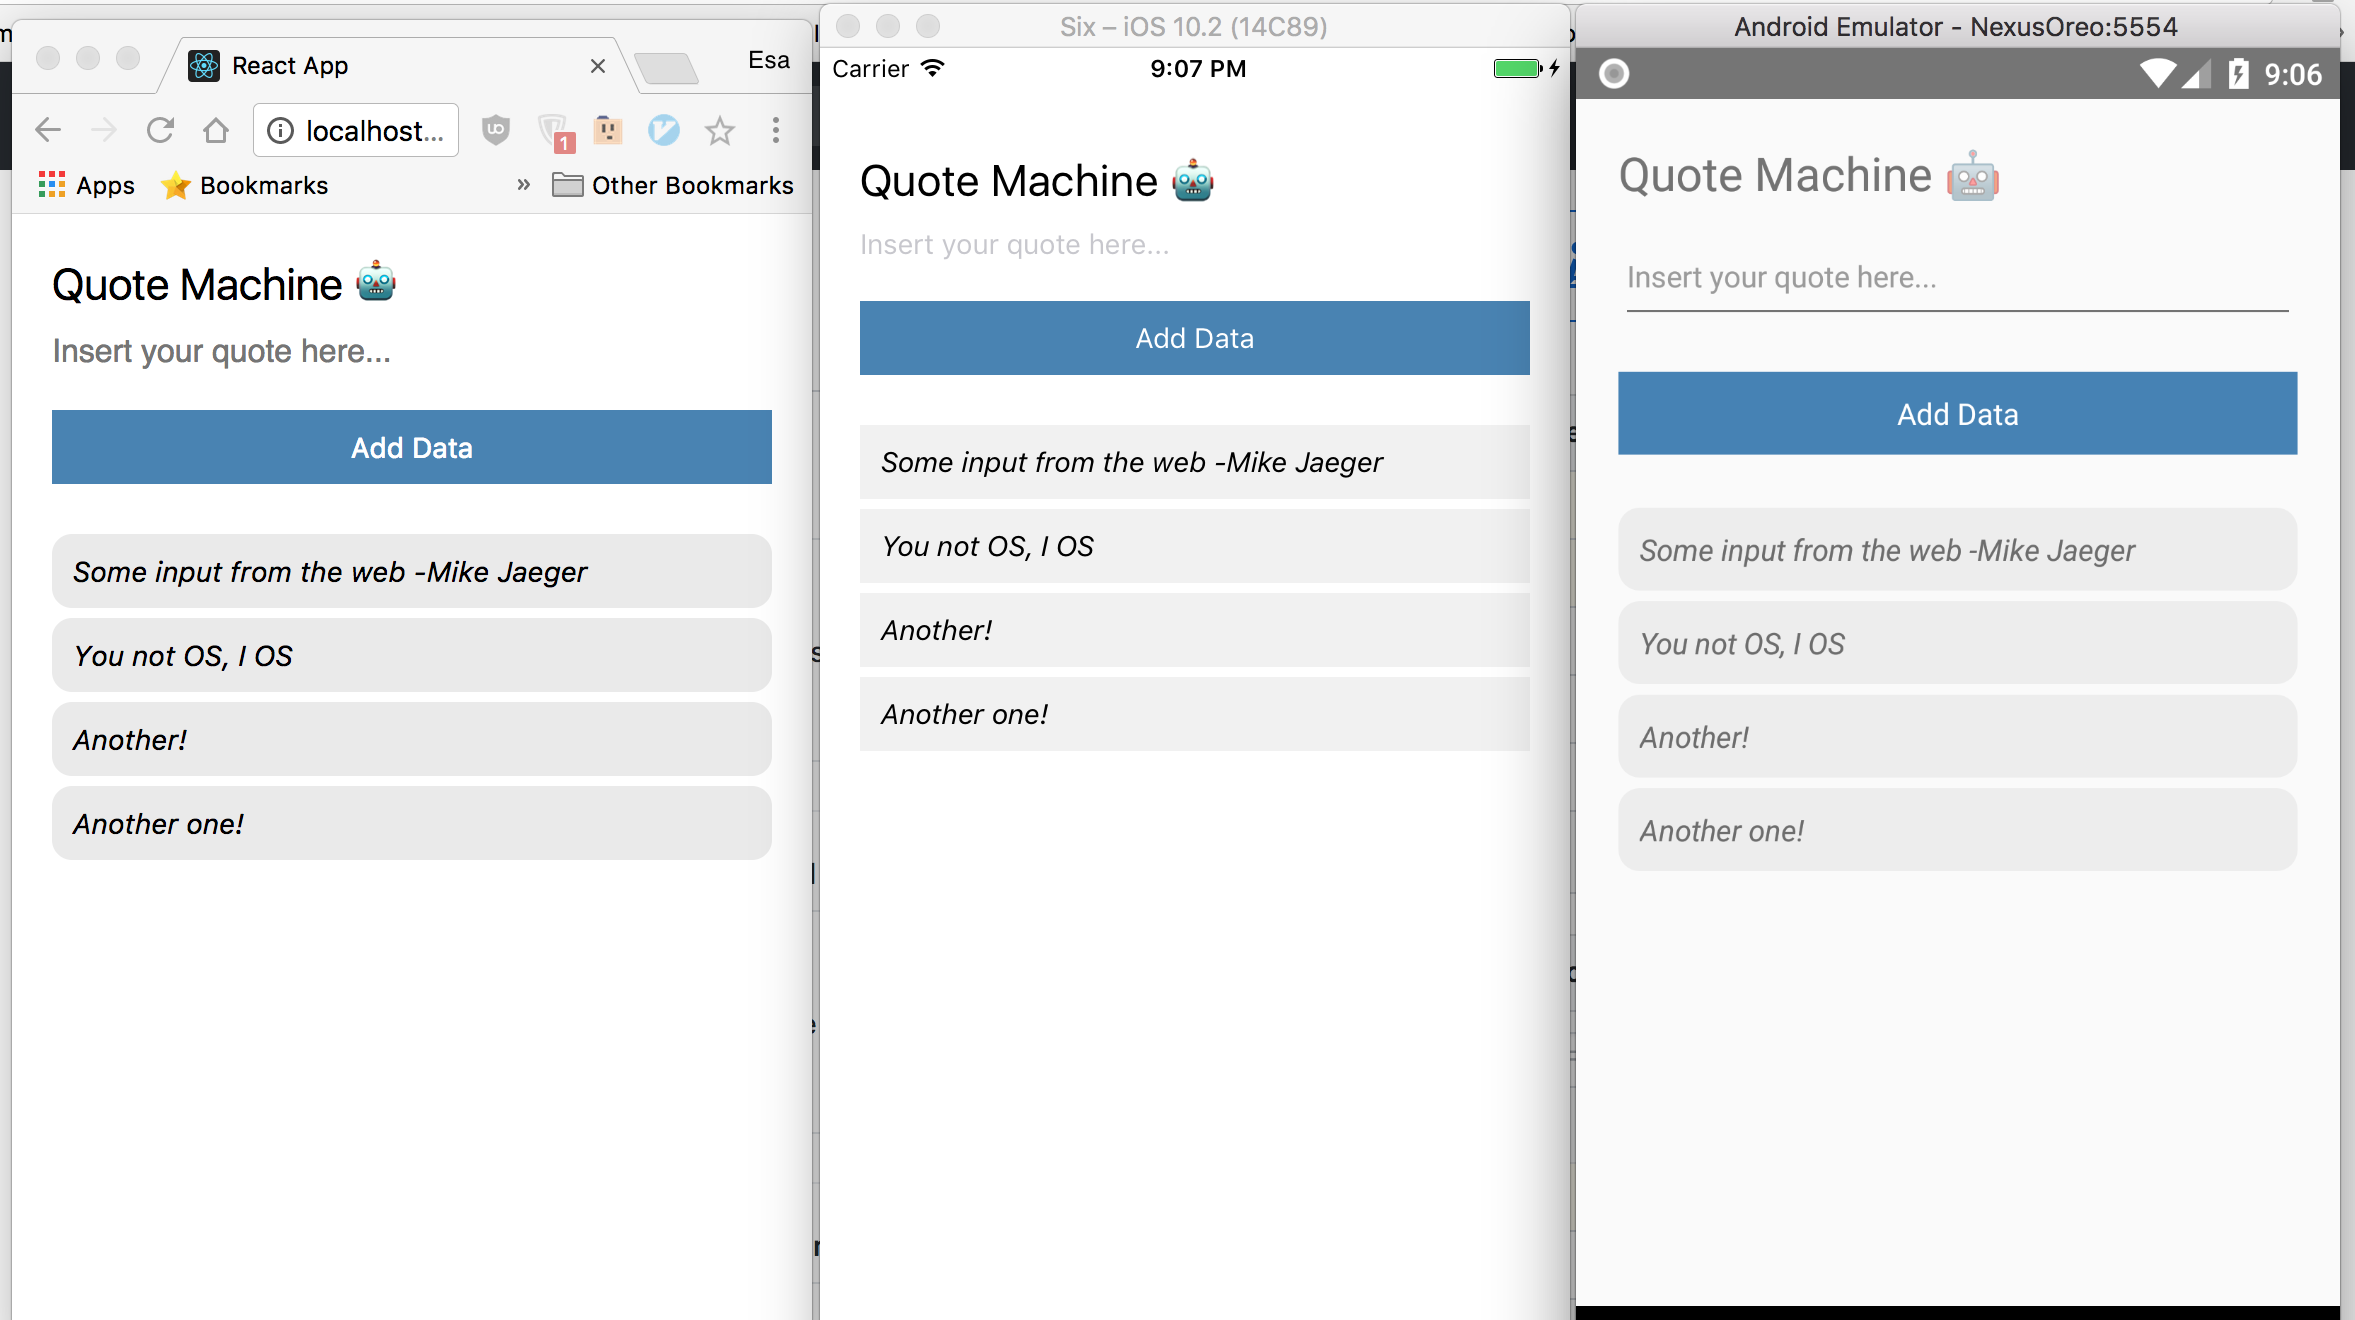 React App
Esa
localhost...
1
Apps
Bookmarks
»
Other Bookmarks
Quote Machine 🤖
Insert your quote here...
Add Data
Some input from the web -Mike Jaeger
You not OS, I OS
Another!
Another one!
Six – iOS 10.2 (14C89)
Carrier
9:07 PM
Quote Machine 🤖
Insert your quote here...
Add Data
Some input from the web -Mike Jaeger
You not OS, I OS
Another!
Another one!
Android Emulator - NexusOreo:5554
9:06
Quote Machine 🤖
Insert your quote here...
Add Data
Some input from the web -Mike Jaeger
You not OS, I OS
Another!
Another one!